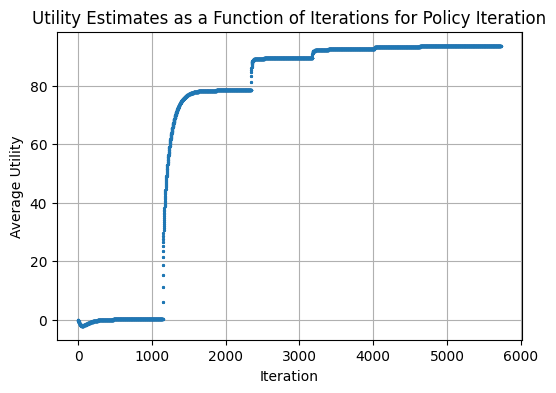 Utility Estimates as a Function of Iterations for Policy Iteration
Average Utility
80
60
40
20
0
0 1000 2000 3000 4000 5000 6000
Iteration